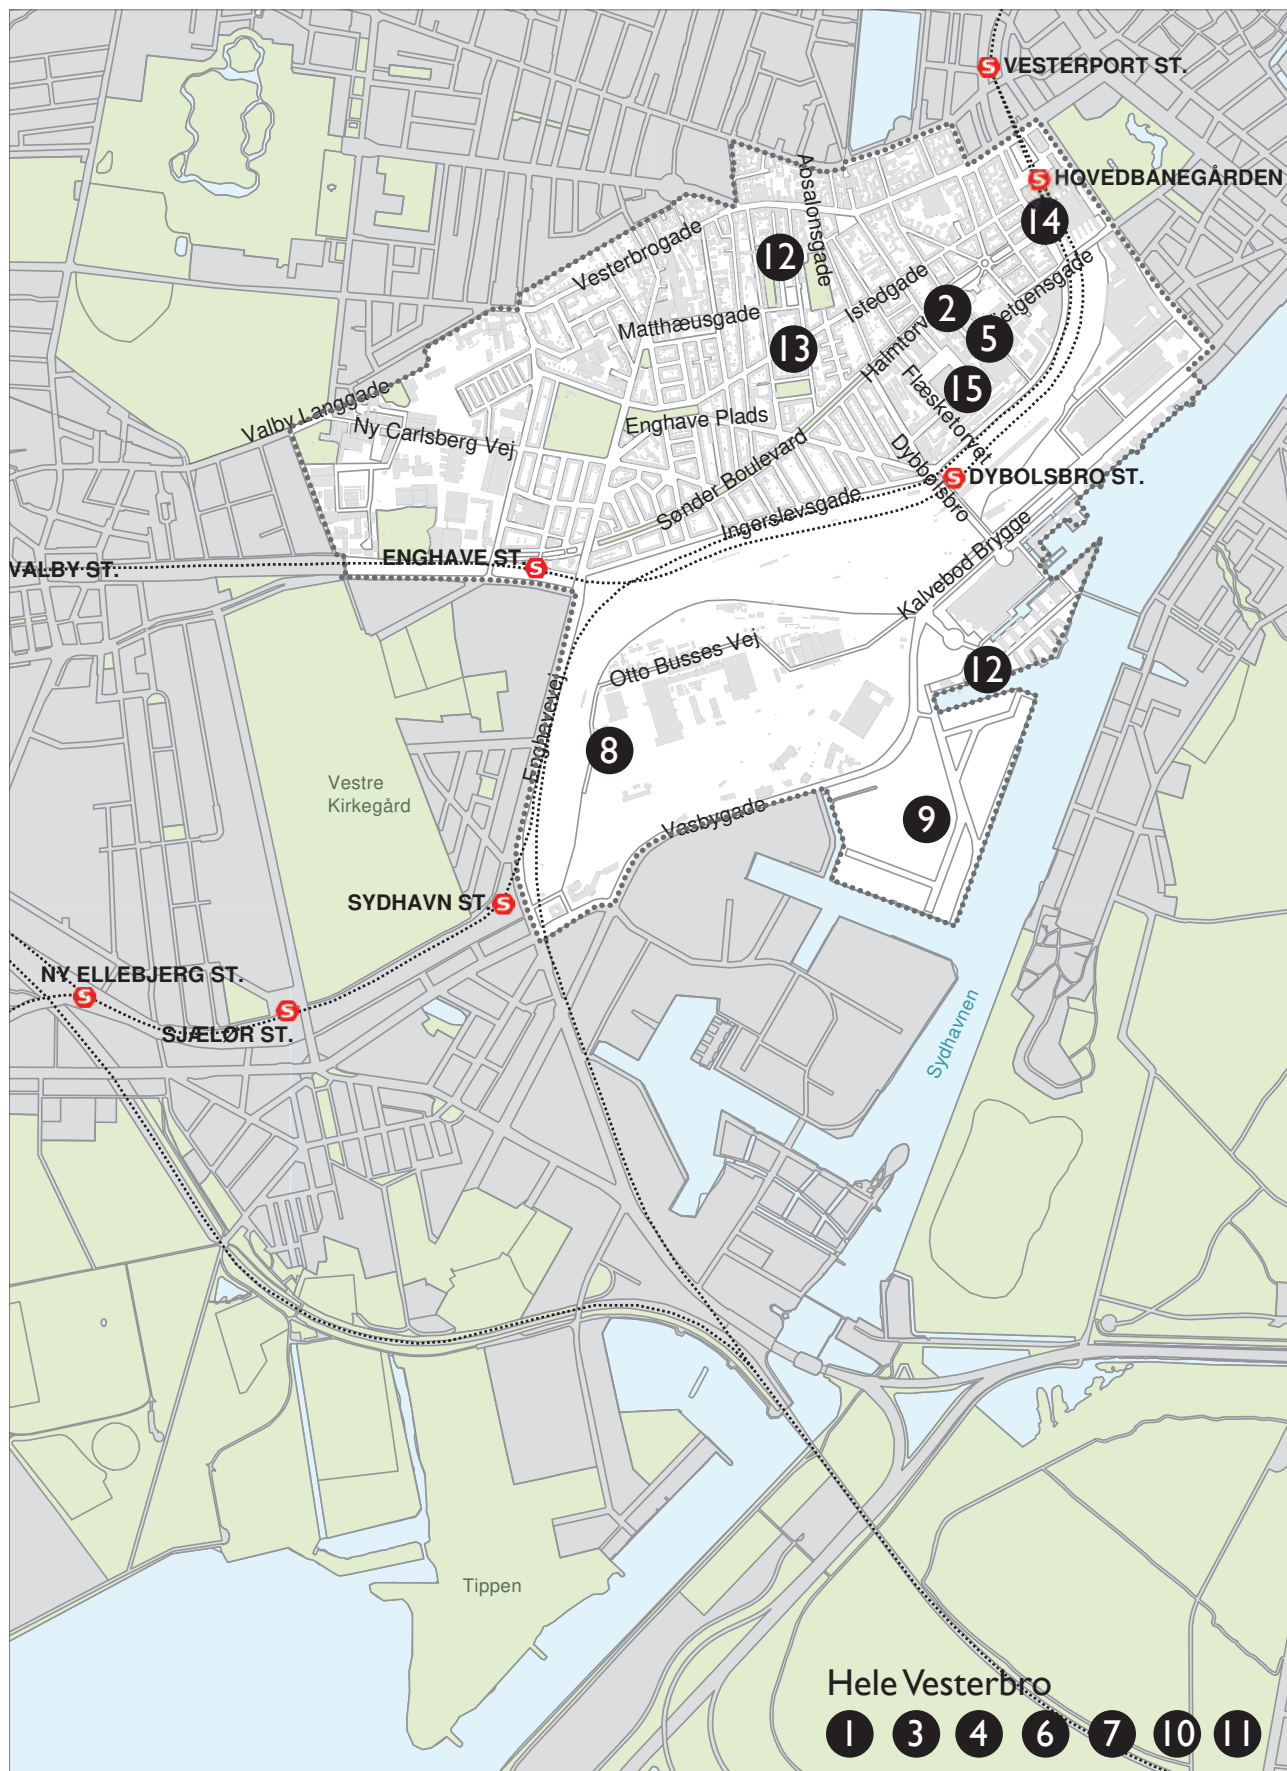 S VESTERPORT ST.
S HOVEDBANEGÅRDEN
14
Absalonsgade
Vesterbrogade
12
Istedgade
2
Tietgensgade
Matthæusgade
5
13
Halmtorv
15
Flæsketorvet
Valby Langgade
Ny Carlsberg Vej
Enghave Plads
Sønder Boulevard
Dybbølsbro
S DYBOLSBRO ST.
Ingerslevsgade
ENGHAVE ST. S
VALBY ST.
Kalvebod Brygge
Otto Busses Vej
12
Enghavevej
8
Vestre
Kirkegård
Vasbygade
9
SYDHAVN ST. S
NY ELLEBJERG ST.
S
S
SJÆLØR ST.
Sydhavnen
Tippen
Hele Vesterbro
1 3 4 6 7 10 11